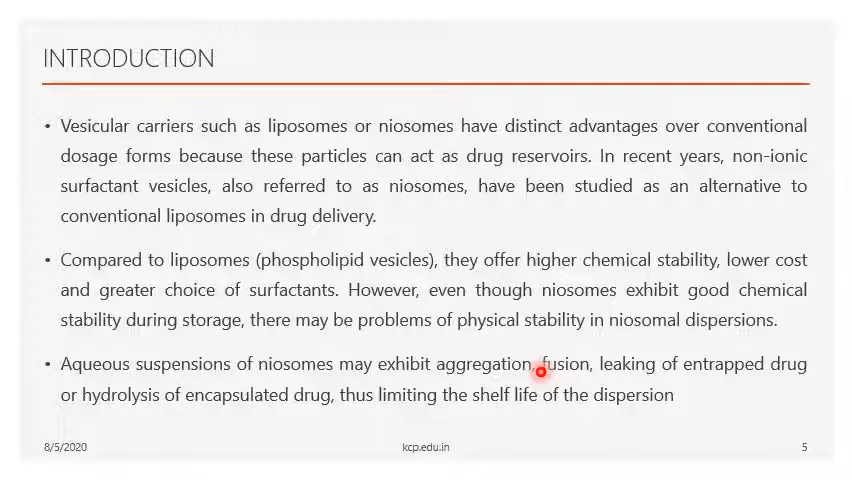 INTRODUCTION
• Vesicular carriers such as liposomes or niosomes have distinct advantages over conventional
dosage forms because these particles can act as drug reservoirs. In recent years, non-ionic
surfactant vesicles, also referred to as niosomes, have been studied as an alternative to
conventional liposomes in drug delivery.
• Compared to liposomes (phospholipid vesicles), they offer higher chemical stability, lower cost
and greater choice of surfactants. However, even though niosomes exhibit good chemical
stability during storage, there may be problems of physical stability in niosomal dispersions.
• Aqueous suspensions of niosomes may exhibit aggregation, fusion, leaking of entrapped drug
or hydrolysis of encapsulated drug, thus limiting the shelf life of the dispersion
8/5/2020 kcp.edu.in 5